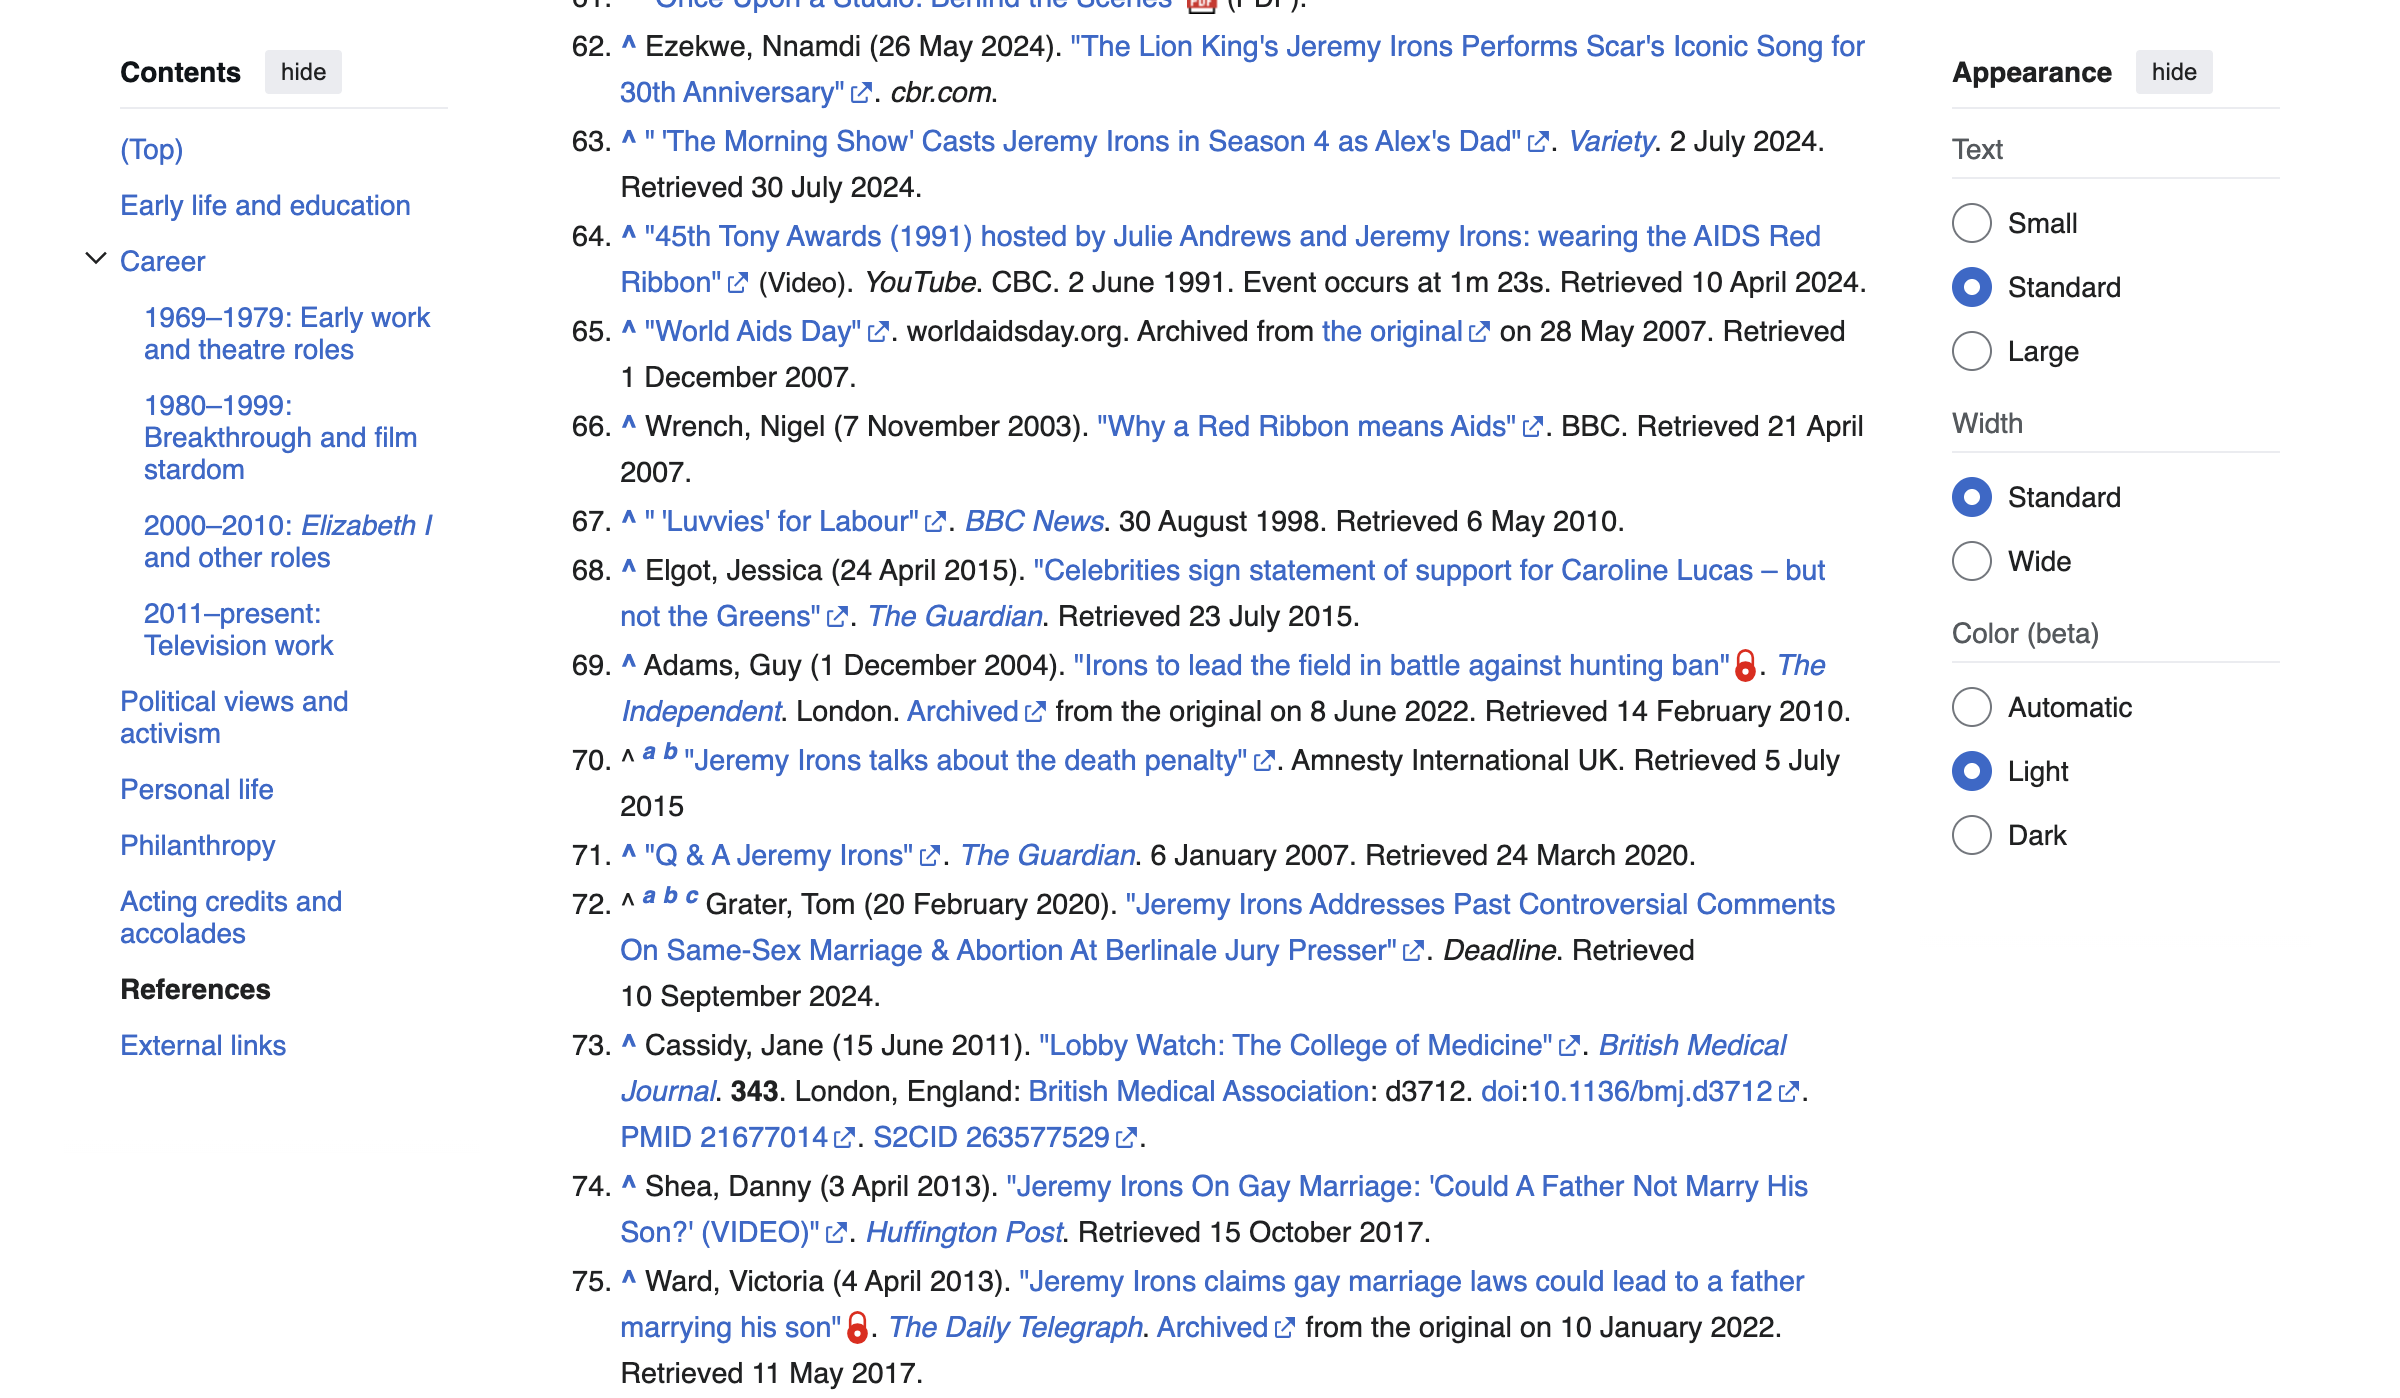 Contents hide
(Top)
Early life and education
Career
1969–1979: Early work
and theatre roles
1980–1999:
Breakthrough and film
stardom
2000–2010: Elizabeth I
and other roles
2011–present:
Television work
Political views and
activism
Personal life
Philanthropy
Acting credits and
accolades
References
External links
61. ^ "Once Upon a Studio: Behind the Scenes" (PDF).
62. ^ Ezekwe, Nnamdi (26 May 2024). "The Lion King's Jeremy Irons Performs Scar's Iconic Song for
30th Anniversary". cbr.com.
63. ^ " 'The Morning Show' Casts Jeremy Irons in Season 4 as Alex's Dad". Variety. 2 July 2024.
Retrieved 30 July 2024.
64. ^ "45th Tony Awards (1991) hosted by Julie Andrews and Jeremy Irons: wearing the AIDS Red
Ribbon" (Video). YouTube. CBC. 2 June 1991. Event occurs at 1m 23s. Retrieved 10 April 2024.
65. ^ "World Aids Day". worldaidsday.org. Archived from the original on 28 May 2007. Retrieved
1 December 2007.
66. ^ Wrench, Nigel (7 November 2003). "Why a Red Ribbon means Aids". BBC. Retrieved 21 April
2007.
67. ^ " 'Luvvies' for Labour". BBC News. 30 August 1998. Retrieved 6 May 2010.
68. ^ Elgot, Jessica (24 April 2015). "Celebrities sign statement of support for Caroline Lucas – but
not the Greens". The Guardian. Retrieved 23 July 2015.
69. ^ Adams, Guy (1 December 2004). "Irons to lead the field in battle against hunting ban". The
Independent. London. Archived from the original on 8 June 2022. Retrieved 14 February 2010.
70. ^ a b "Jeremy Irons talks about the death penalty". Amnesty International UK. Retrieved 5 July
2015
71. ^ "Q & A Jeremy Irons". The Guardian. 6 January 2007. Retrieved 24 March 2020.
72. ^ a b c Grater, Tom (20 February 2020). "Jeremy Irons Addresses Past Controversial Comments
On Same-Sex Marriage & Abortion At Berlinale Jury Presser". Deadline. Retrieved
10 September 2024.
73. ^ Cassidy, Jane (15 June 2011). "Lobby Watch: The College of Medicine". British Medical
Journal. 343. London, England: British Medical Association: d3712. doi:10.1136/bmj.d3712.
PMID 21677014. S2CID 263577529.
74. ^ Shea, Danny (3 April 2013). "Jeremy Irons On Gay Marriage: 'Could A Father Not Marry His
Son?' (VIDEO)". Huffington Post. Retrieved 15 October 2017.
75. ^ Ward, Victoria (4 April 2013). "Jeremy Irons claims gay marriage laws could lead to a father
marrying his son". The Daily Telegraph. Archived from the original on 10 January 2022.
Retrieved 11 May 2017.
Appearance hide
Text
Small
Standard
Large
Width
Standard
Wide
Color (beta)
Automatic
Light
Dark